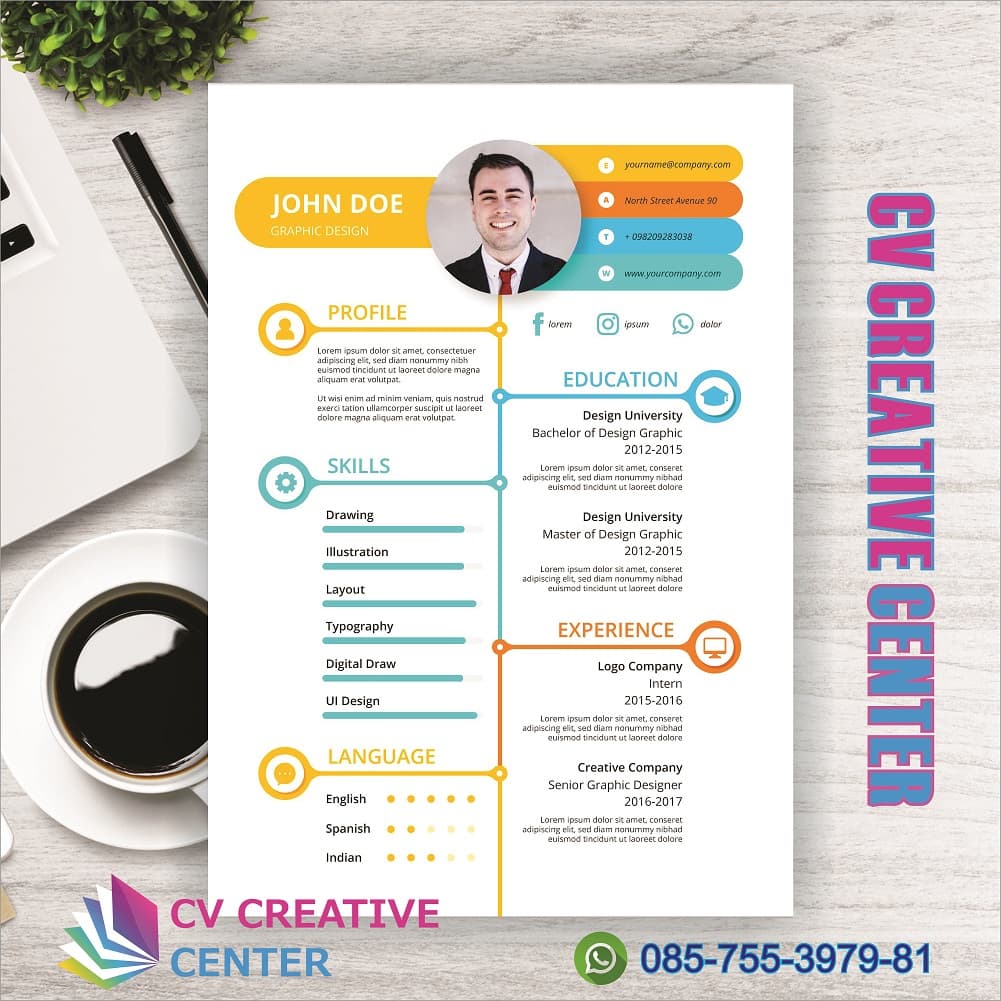 JOHN DOE
GRAPHIC DESIGN
E yourname@company.com
A North Street Avenue 90
T + 098209283038
W www.yourcompany.com
lorem ipsum dolor
PROFILE
Lorem ipsum dolor sit amet, consectetuer
adipiscing elit, sed diam nonummy nibh
euismod tincidunt ut laoreet dolore magna
aliquam erat volutpat.
Ut wisi enim ad minim veniam, quis nostrud
exerci tation ullamcorper suscipit ut laoreet
dolore magna aliquam erat volutpat.
SKILLS
Drawing
Illustration
Layout
Typography
Digital Draw
UI Design
LANGUAGE
English
Spanish
Indian
EDUCATION
Design University
Bachelor of Design Graphic
2012-2015
Lorem ipsum dolor sit amet, conseret
adipiscing elit, sed diam nonummy nibhad
euismod tincidunt ut laoreet dolore
Design University
Master of Design Graphic
2012-2015
Lorem ipsum dolor sit amet, conseret
adipiscing elit, sed diam nonummy nibhad
euismod tincidunt ut laoreet dolore
EXPERIENCE
Logo Company
Intern
2015-2016
Lorem ipsum dolor sit amet, conseret
adipiscing elit, sed diam nonummy nibhad
euismod tincidunt ut laoreet dolore
Creative Company
Senior Graphic Designer
2016-2017
Lorem ipsum dolor sit amet, conseret
adipiscing elit, sed diam nonummy nibhad
euismod tincidunt ut laoreet dolore
CV CREATIVE CENTER
CV CREATIVE
CENTER
085-755-3979-81